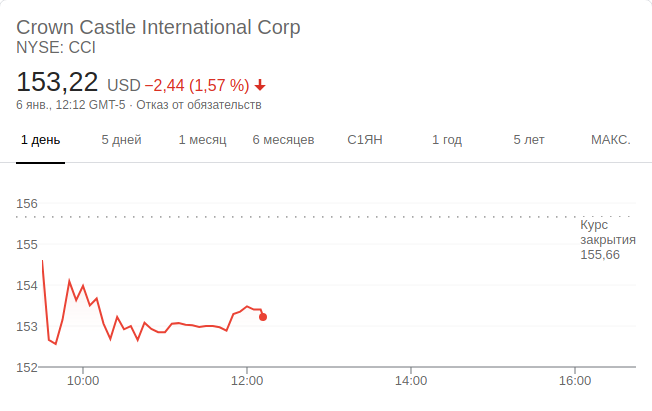 Crown Castle International Corp
NYSE: CCI
153,22 USD −2,44 (1,57 %)
6 янв., 12:12 GMT-5 · Отказ от обязательств
1 день 5 дней 1 месяц 6 месяцев С1ЯН 1 год 5 лет МАКС.
156
Курс
закрытия
155,66
155
154
153
152
10:00 12:00 14:00 16:00